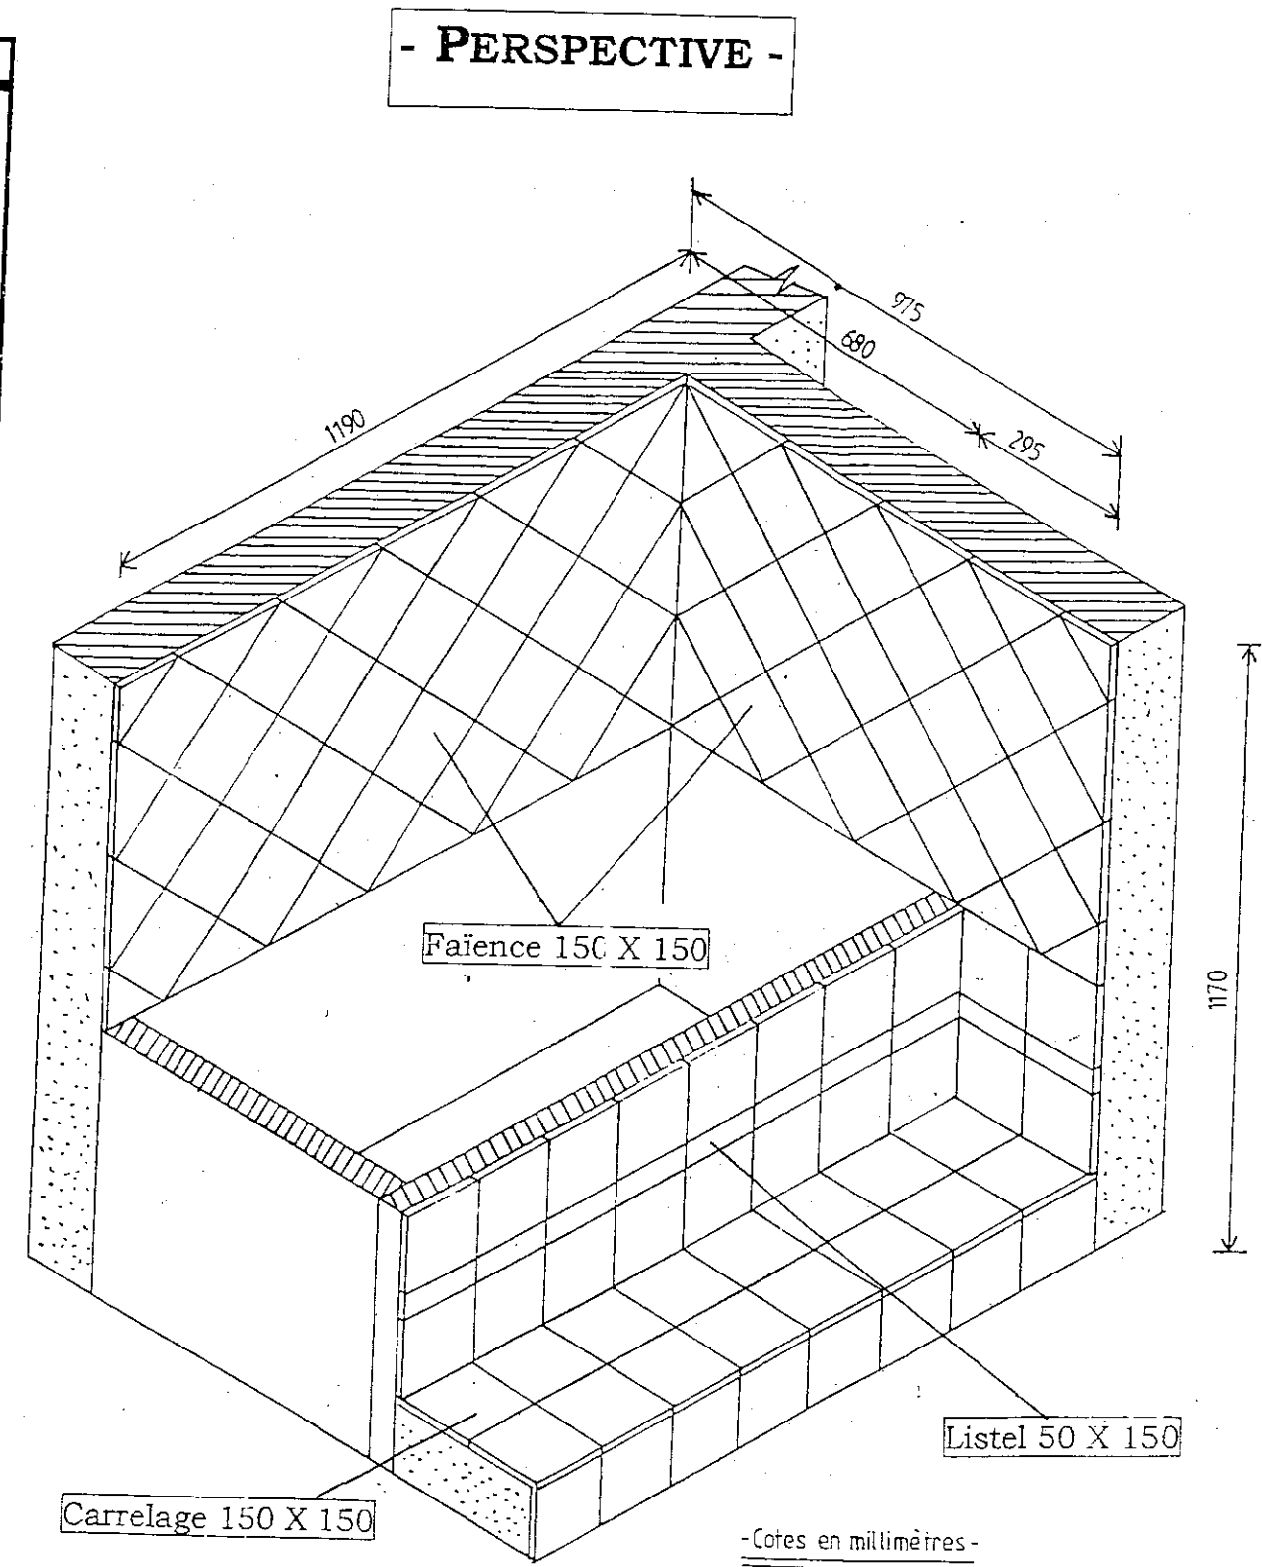 - PERSPECTIVE -
975
680
295
1190
Faïence 150 X 150
1170
Listel 50 X 150
Carrelage 150 X 150
-Cotes en millimètres-